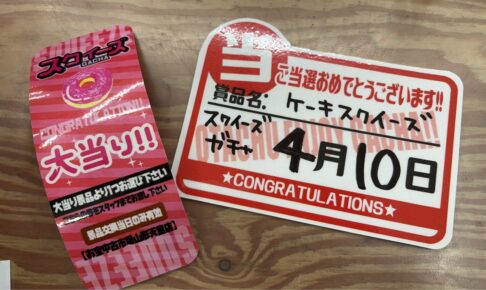 スクイーズ
GACHA
CONGRATULATION!!
大当り!!
大当り景品より1つお選び下さい
景品交換当日のみ有効
当
ご当選おめでとうございます!!
賞品名: ケーキスクイーズ
スクイーズ
ガチャ 4月10日
★CONGRATULATIONS★